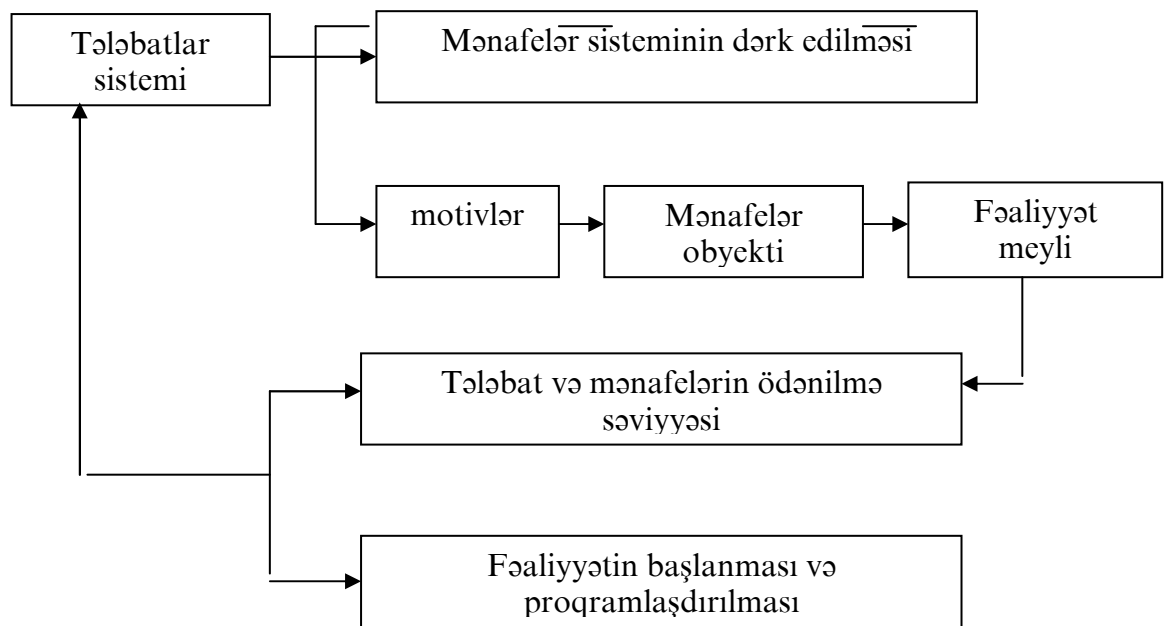 Tələbatlar
sistemi
Mənafelər sisteminin dərk edilməsi
motivlər
Mənafelər
obyekti
Fəaliyyət
meyli
Tələbat və mənafelərin ödənilmə
səviyyəsi
Fəaliyyətin başlanması və
proqramlaşdırılması